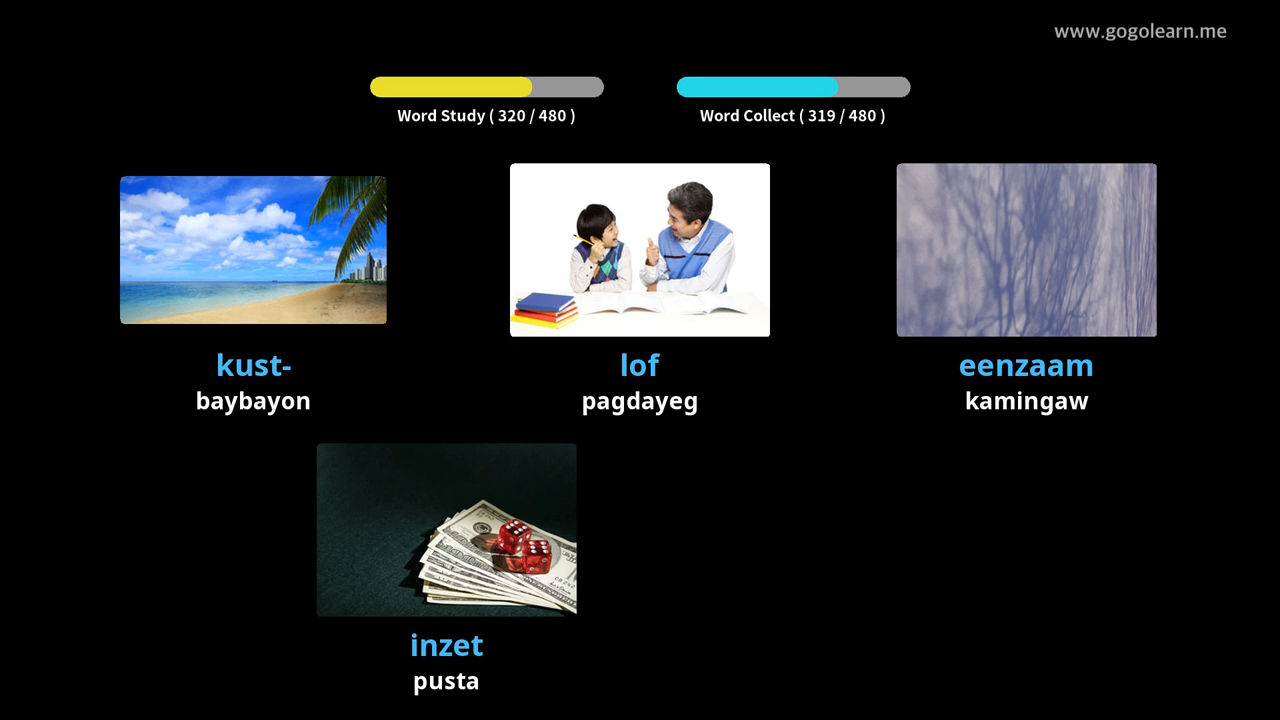 www.gogolearn.me
Word Study ( 320 / 480 )
Word Collect ( 319 / 480 )
kust-
baybayon
lof
pagdayeg
eenzaam
kamingaw
inzet
pusta